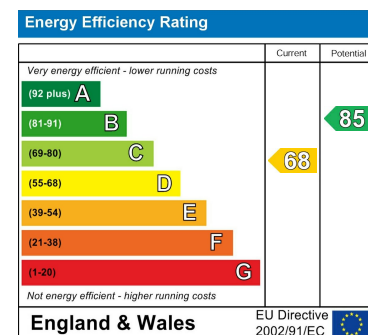 Energy Efficiency Rating
Current Potential
Very energy efficient - lower running costs
(92 plus) A
(81-91) B
85
(69-80) C
68
(55-68) D
(39-54) E
(21-38) F
(1-20) G
Not energy efficient - higher running costs
England & Wales
EU Directive
2002/91/EC